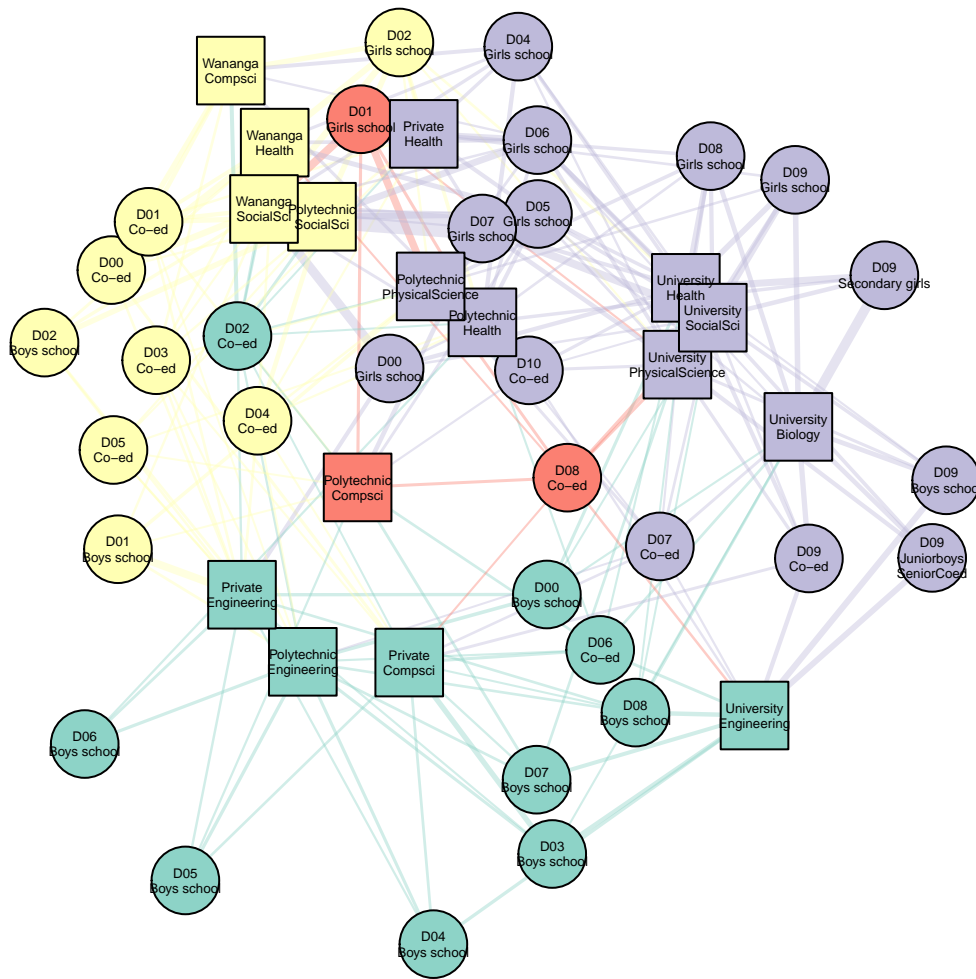 D02
Girls school
D04
Girls school
Wananga
Compsci
D01
Girls school
Private
Health
Wananga
Health
D06
Girls school
D08
Girls school
D09
Girls school
Wananga
SocialSci
Polytechnic
SocialSci
D01
Co−ed
D07
Girls school
D05
Girls school
D00
Co−ed
Polytechnic
PhysicalScience
University
Health
D09
Secondary girls
D02
Boys school
D02
Co−ed
Polytechnic
Health
University
SocialSci
D03
Co−ed
D00
Girls school
D10
Co−ed
University
PhysicalScience
D04
Co−ed
University
Biology
D05
Co−ed
Polytechnic
Compsci
D08
Co−ed
D09
Boys school
D01
Boys school
D07
Co−ed
D09
Co−ed
D09
Juniorboys
SeniorCoed
Private
Engineering
D00
Boys school
Polytechnic
Engineering
Private
Compsci
D06
Co−ed
D06
Boys school
D08
Boys school
University
Engineering
D07
Boys school
D03
Boys school
D05
Boys school
D04
Boys school